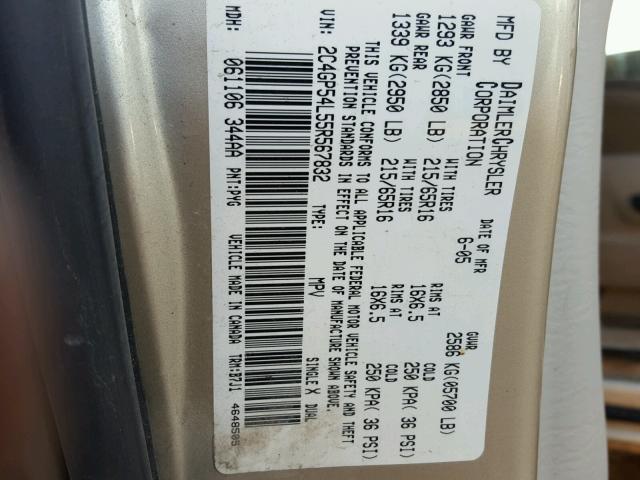 MFD BY DAIMLERCHRYSLER CORPORATION DATE OF MFR 6-05 GVWR 2586 KG(05700 LB)
GAWR FRONT WITH TIRES RIMS AT COLD
1293 KG(2850 LB) 215/65R16 16X6.5 250 KPA( 36 PSI)
GAWR REAR WITH TIRES RIMS AT COLD
1339 KG(2950 LB) 215/65R16 16X6.5 250 KPA( 36 PSI)
THIS VEHICLE CONFORMS TO ALL APPLICABLE FEDERAL MOTOR VEHICLE SAFETY AND THEFT
PREVENTION STANDARDS IN EFFECT ON THE DATE OF MANUFACTURE SHOWN ABOVE.
VIN: 2C4GP54L55R567832 TYPE: MPV SINGLE X DUAL
MDH: 061106 344AA PNT:PYG VEHICLE MADE IN CANADA TRM:B7J1 4648505